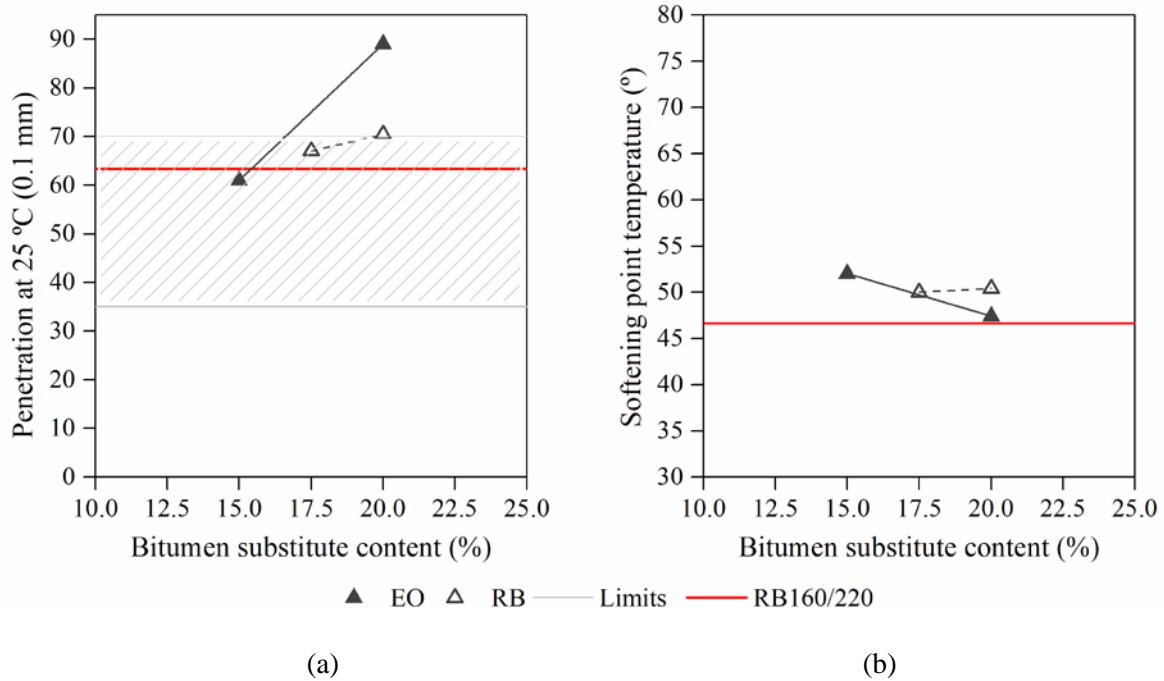 90
80
70
60
50
40
30
20
10
0
Penetration at 25 ºC (0.1 mm)
10.0 12.5 15.0 17.5 20.0 22.5 25.0
Bitumen substitute content (%)
80
75
70
65
60
55
50
45
40
35
30
Softening point temperature (º)
10.0 12.5 15.0 17.5 20.0 22.5 25.0
Bitumen substitute content (%)
EO RB Limits RB160/220
(a)
(b)